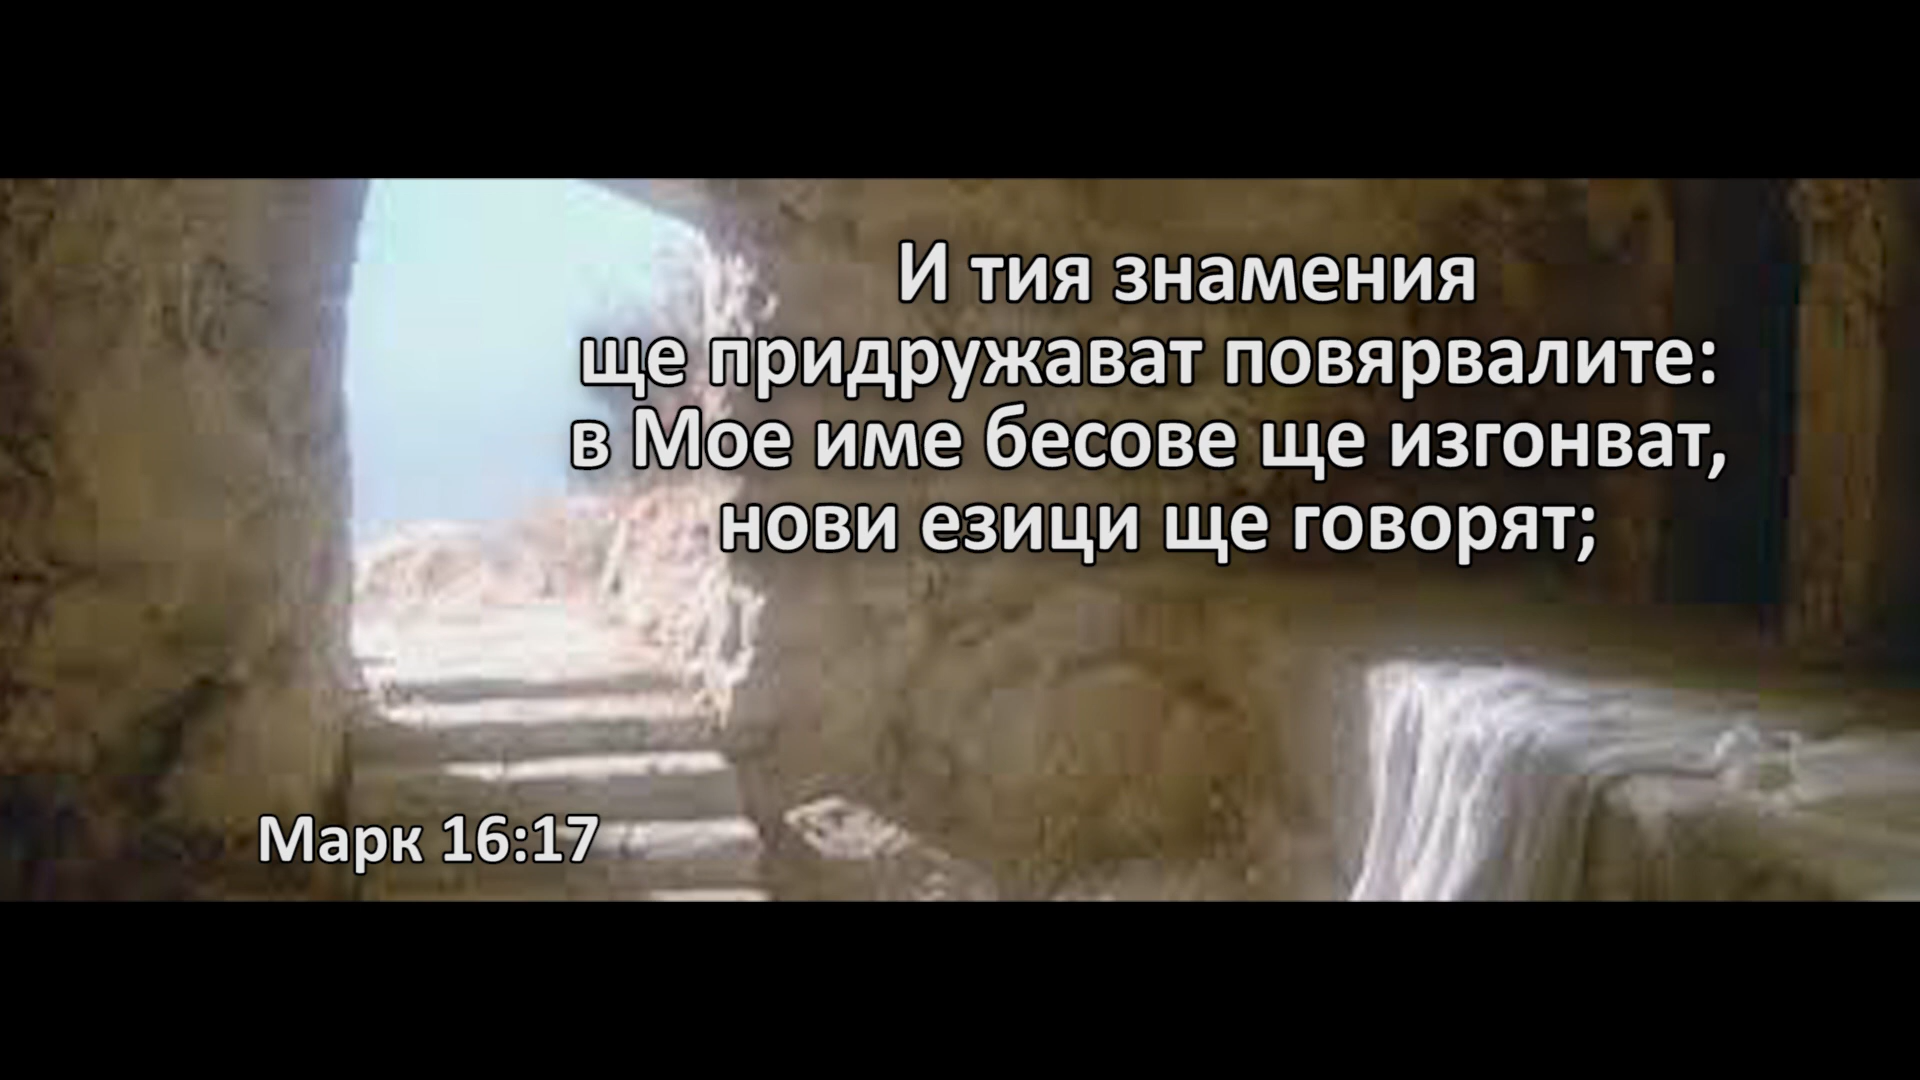 И тия знамения
ще придружават повярвалите:
в Мое име бесове ще изгонват,
нови езици ще говорят;
Марк 16:17